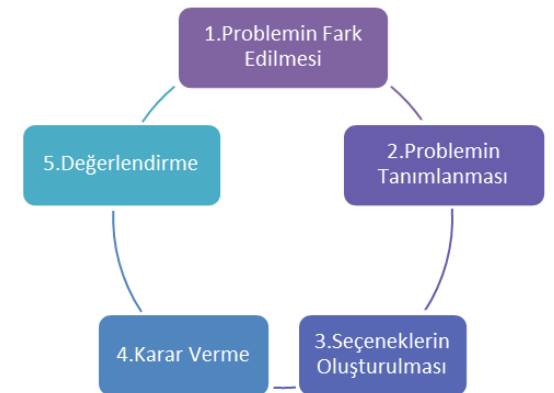 1.Problemin Fark
Edilmesi
2.Problemin
Tanımlanması
3.Seçeneklerin
Oluşturulması
4.Karar Verme
5.Değerlendirme